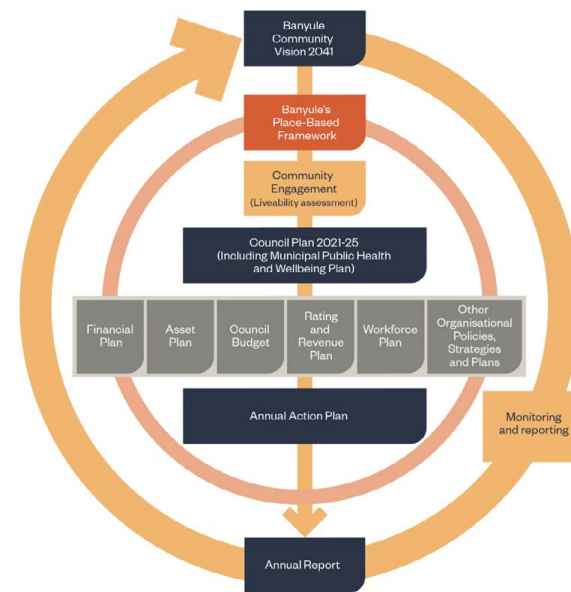 Banyule
Community
Vision 2041
Banyule's
Place-Based
Framework
Community
Engagement
(Liveability assessment)
Council Plan 2021-25
(Including Municipal Public Health
and Wellbeing Plan)
Financial
Plan
Asset
Plan
Council
Budget
Rating
and
Revenue
Plan
Workforce
Plan
Other
Organisational
Policies,
Strategies
and Plans
Annual Action Plan
Monitoring
and reporting
Annual Report